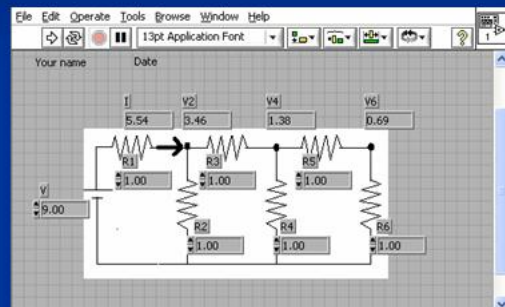 File Edit Operate Tools Browse Window Help
13pt Application Font
1
Your name Date
I V2 V4 V6
5.54 3.46 1.38 0.69
R1 R3 R5
V 1.00 1.00 1.00
9.00
R2 R4 R6
1.00 1.00 1.00